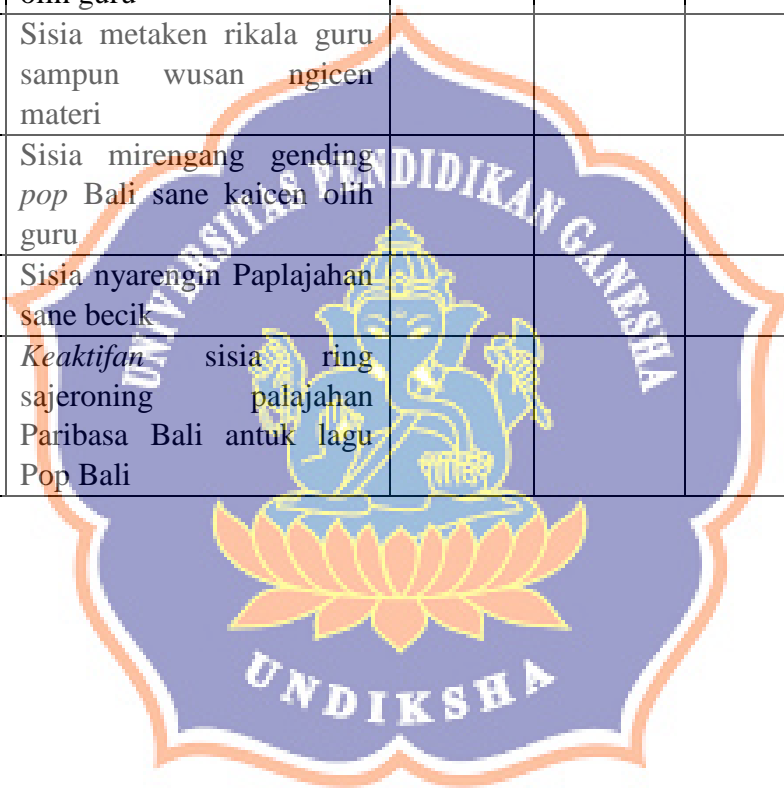 olih guru
Sisia metaken rikala guru
sampun wusan ngicen
materi
Sisia mirengang gending
pop Bali sane kaicen olih
guru
Sisia nyarengin Paplajahan
sane becik
Keaktifan sisia ring
sajeroning palajahan
Paribasa Bali antuk lagu
Pop Bali
UNIVERSITAS PENDIDIKAN GANESHA
UNDIKSHA